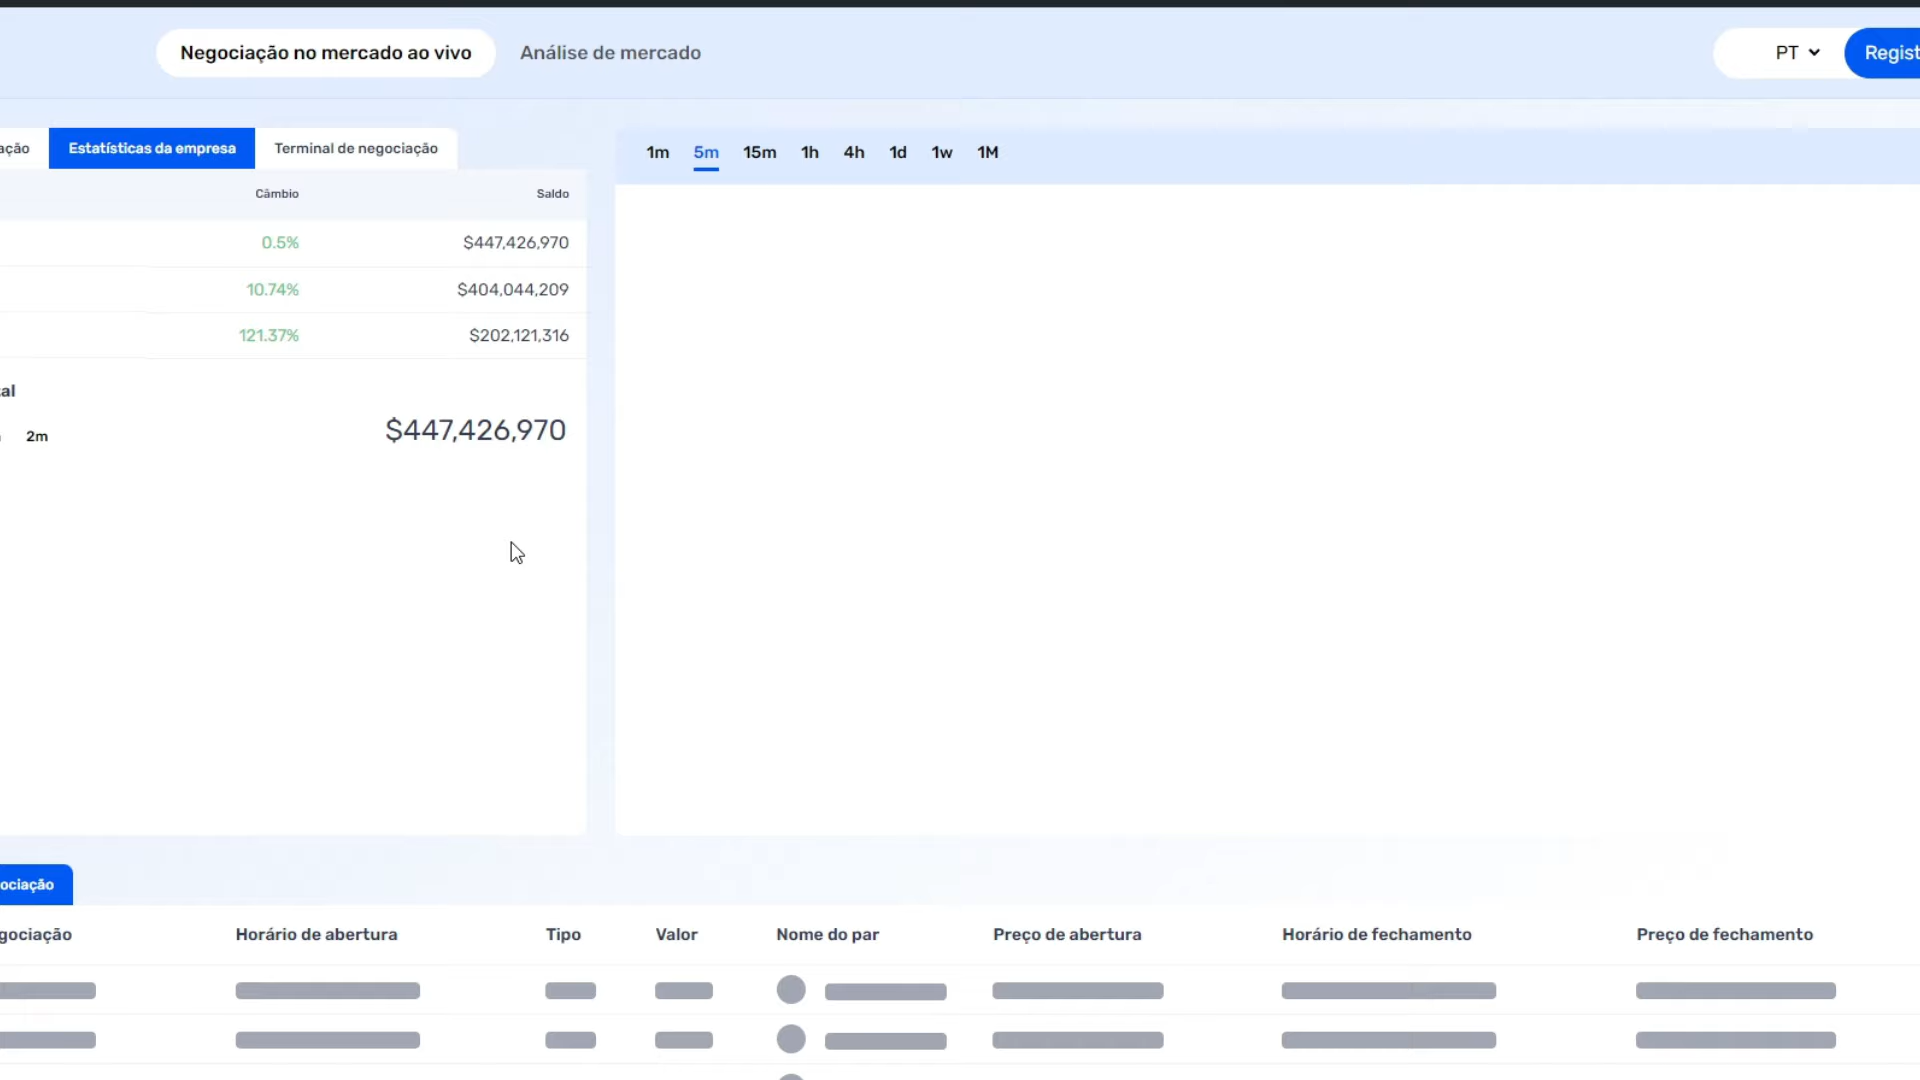 Negociação no mercado ao vivo
Análise de mercado
PT
Regist
ação
Estatísticas da empresa
Terminal de negociação
1m 5m 15m 1h 4h 1d 1w 1M
Câmbio Saldo
0.5% $447,426,970
10.74% $404,044,209
121.37% $202,121,316
tal
2m
$447,426,970
ociação
gociação Horário de abertura Tipo Valor Nome do par Preço de abertura Horário de fechamento Preço de fechamento